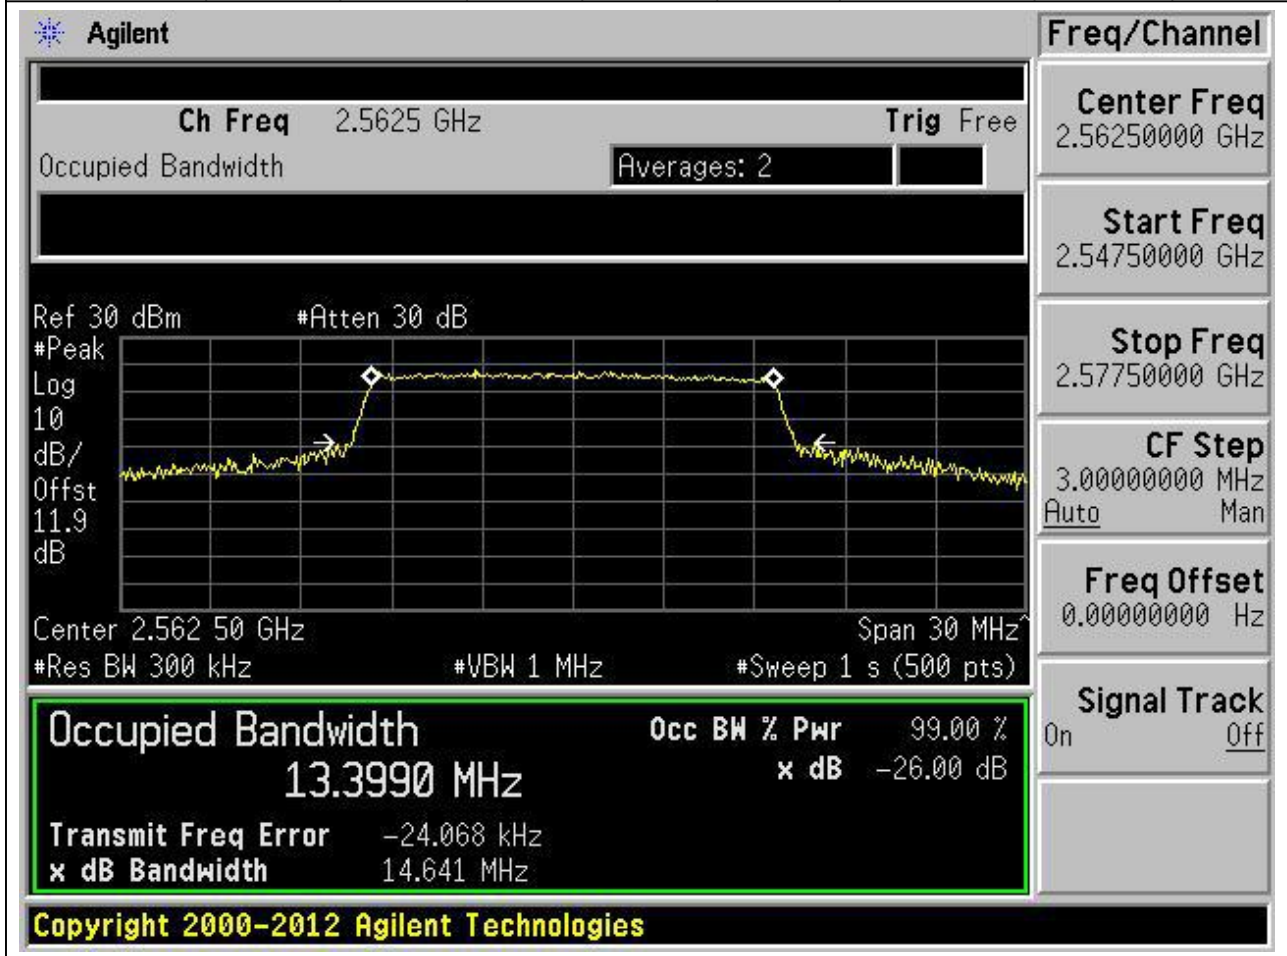 Agilent
Freq/Channel
Ch Freq 2.5625 GHz Trig Free
Occupied Bandwidth Averages: 2
Center Freq
2.56250000 GHz
Start Freq
2.54750000 GHz
Stop Freq
2.57750000 GHz
CF Step
3.00000000 MHz
Auto Man
Freq Offset
0.00000000 Hz
Signal Track
On Off
Ref 30 dBm #Atten 30 dB
#Peak
Log
10
dB/
Offst
11.9
dB
Center 2.562 50 GHz Span 30 MHz^
#Res BW 300 kHz #VBW 1 MHz #Sweep 1 s (500 pts)
Occupied Bandwidth Occ BW % Pwr 99.00 %
13.3990 MHz x dB -26.00 dB
Transmit Freq Error -24.068 kHz
x dB Bandwidth 14.641 MHz
Copyright 2000-2012 Agilent Technologies